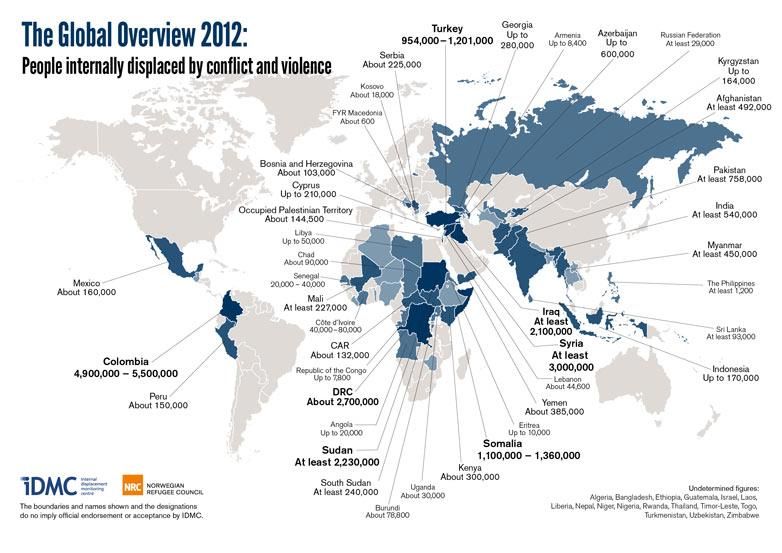 The Global Overview 2012:
People internally displaced by conflict and violence
Turkey
954,000–1,201,000
Georgia
Up to
280,000
Armenia
Up to 8,400
Azerbaijan
Up to
600,000
Russian Federation
At least 29,000
Kyrgyzstan
Up to
164,000
Afghanistan
At least 492,000
Serbia
About 225,000
Kosovo
About 18,000
FYR Macedonia
About 600
Bosnia and Herzegovina
About 103,000
Cyprus
Up to 210,000
Occupied Palestinian Territory
About 144,500
Libya
Up to 50,000
Chad
About 90,000
Senegal
20,000 – 40,000
Mali
At least 227,000
Côte d'Ivoire
40,000–80,000
CAR
About 132,000
Republic of the Congo
Up to 7,800
DRC
About 2,700,000
Angola
Up to 20,000
Sudan
At least 2,230,000
South Sudan
At least 240,000
Burundi
About 78,800
Uganda
About 30,000
Kenya
About 300,000
Somalia
1,100,000 – 1,360,000
Eritrea
Up to 10,000
Yemen
About 385,000
Lebanon
About 44,600
Syria
At least
3,000,000
Iraq
At least
2,100,000
Pakistan
At least 758,000
India
At least 540,000
Myanmar
At least 450,000
The Philippines
At least 1,200
Sri Lanka
At least 93,000
Indonesia
Up to 170,000
Mexico
About 160,000
Colombia
4,900,000 – 5,500,000
Peru
About 150,000
iDMC
internal
displacement
monitoring
centre
NRC
NORWEGIAN
REFUGEE COUNCIL
The boundaries and names shown and the designations
do no imply official endorsement or acceptance by IDMC.
Undetermined figures:
Algeria, Bangladesh, Ethiopia, Guatemala, Israel, Laos,
Liberia, Nepal, Niger, Nigeria, Rwanda, Thailand, Timor-Leste, Togo,
Turkmenistan, Uzbekistan, Zimbabwe